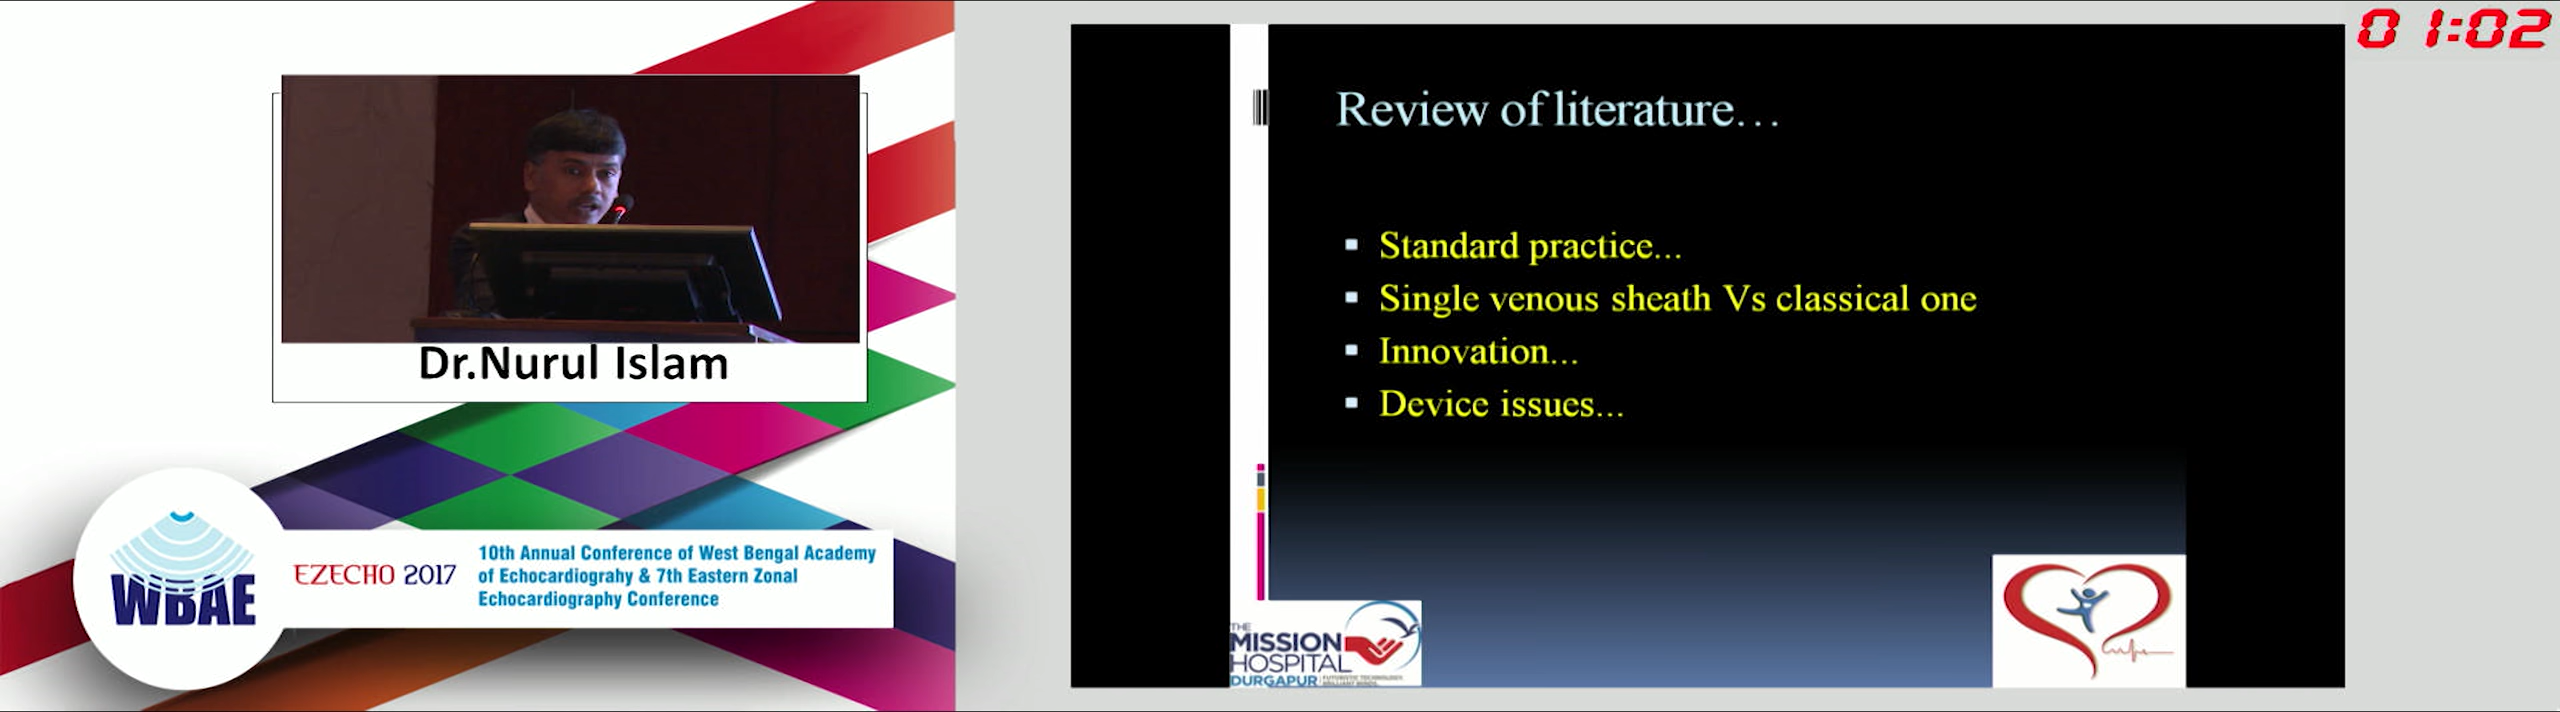 Dr.Nurul Islam
WBAE
EZECHO 2017
10th Annual Conference of West Bengal Academy
of Echocardiograhy & 7th Eastern Zonal
Echocardiography Conference
Review of literature...
Standard practice...
Single venous sheath Vs classical one
Innovation...
Device issues...
THE
MISSION
HOSPITAL
DURGAPUR
01:02